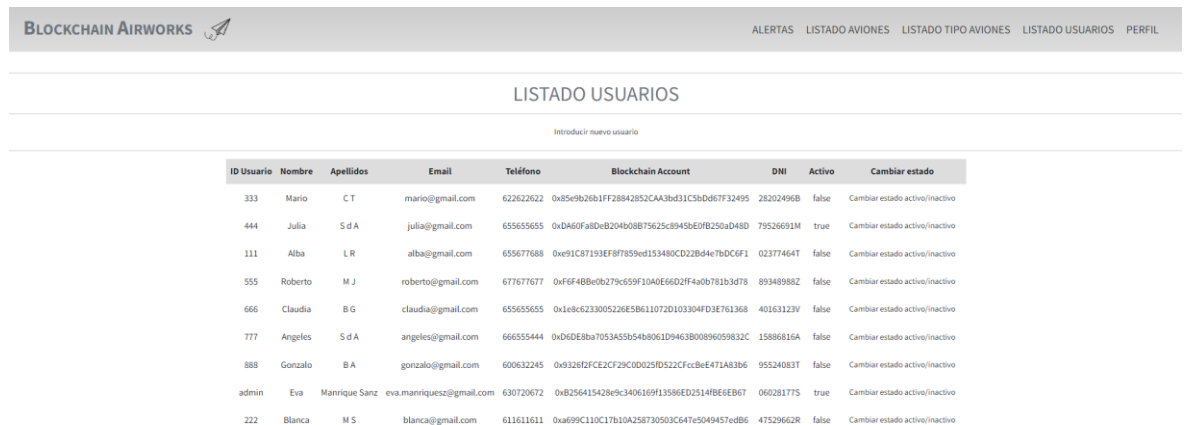 BLOCKCHAIN AIRWORKS ALERTAS LISTADO AVIONES LISTADO TIPO AVIONES LISTADO USUARIOS PERFIL
LISTADO USUARIOS
Introducir nuevo usuario
ID Usuario Nombre Apellidos Email Teléfono Blockchain Account DNI Activo Cambiar estado
333 Mario C T mario@gmail.com 622622622 0x85e9b26b1FF28842852CAA3bd31C5bDd67F32495 28202496B false Cambiar estado activo/inactivo
444 Julia S d A julia@gmail.com 655655655 0xDA60Fa8DeB204b08B75625c8945bE0fB250aD48D 79526691M true Cambiar estado activo/inactivo
111 Alba L R alba@gmail.com 655677688 0xe91C87193EF8f7859ed153480CD22Bd4e7bDC6F1 02377464T false Cambiar estado activo/inactivo
555 Roberto M J roberto@gmail.com 677677677 0xF6F4BBe0b279c659F10A0E66D2fF4a0b781b3d78 89348988Z false Cambiar estado activo/inactivo
666 Claudia B G claudia@gmail.com 655655655 0x1e8c6233005226E5B611072D103304FD3E761368 40163123V false Cambiar estado activo/inactivo
777 Angeles S d A angeles@gmail.com 666555444 0xD6DE8ba7053A55b54b8061D9463B00896059832C 15886816A false Cambiar estado activo/inactivo
888 Gonzalo B A gonzalo@gmail.com 600632245 0x9326f2FCE2CF29C0D025fD522CFccBeE471A83b6 95524083T false Cambiar estado activo/inactivo
admin Eva Manrique Sanz eva.manriquesz@gmail.com 630720672 0xB256415428e9c3406169f13586ED2514fBE6EB67 06028177S true Cambiar estado activo/inactivo
222 Blanca M S blanca@gmail.com 611611611 0xa699C110C17b10A258730503C647e5049457edB6 47529662R false Cambiar estado activo/inactivo